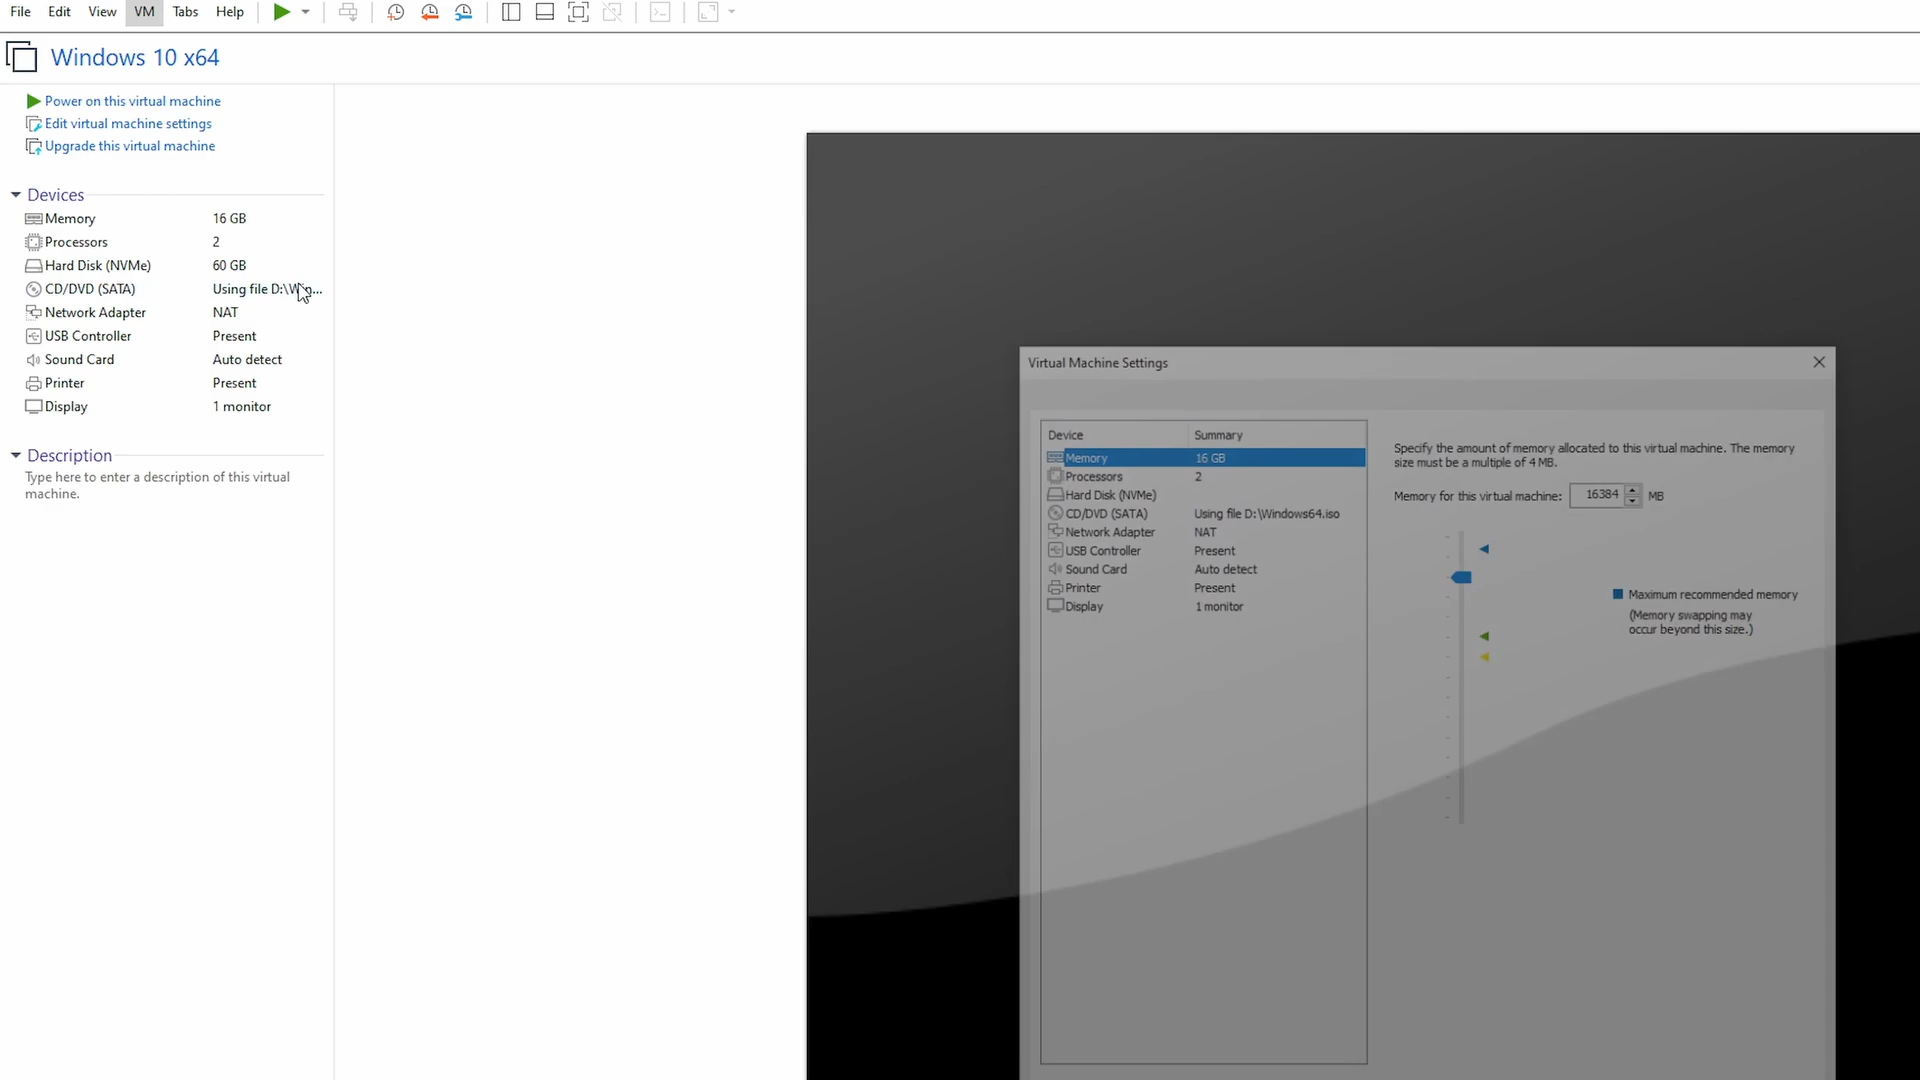 File Edit View VM Tabs Help
Windows 10 x64
Power on this virtual machine
Edit virtual machine settings
Upgrade this virtual machine
Devices
Memory 16 GB
Processors 2
Hard Disk (NVMe) 60 GB
CD/DVD (SATA) Using file D:\Win...
Network Adapter NAT
USB Controller Present
Sound Card Auto detect
Printer Present
Display 1 monitor
Description
Type here to enter a description of this virtual
machine.
Virtual Machine Settings
Device Summary
Memory 16 GB
Processors 2
Hard Disk (NVMe)
CD/DVD (SATA) Using file D:\Windows64.iso
Network Adapter NAT
USB Controller Present
Sound Card Auto detect
Printer Present
Display 1 monitor
Specify the amount of memory allocated to this virtual machine. The memory
size must be a multiple of 4 MB.
Memory for this virtual machine: 16384 MB
Maximum recommended memory
(Memory swapping may
occur beyond this size.)